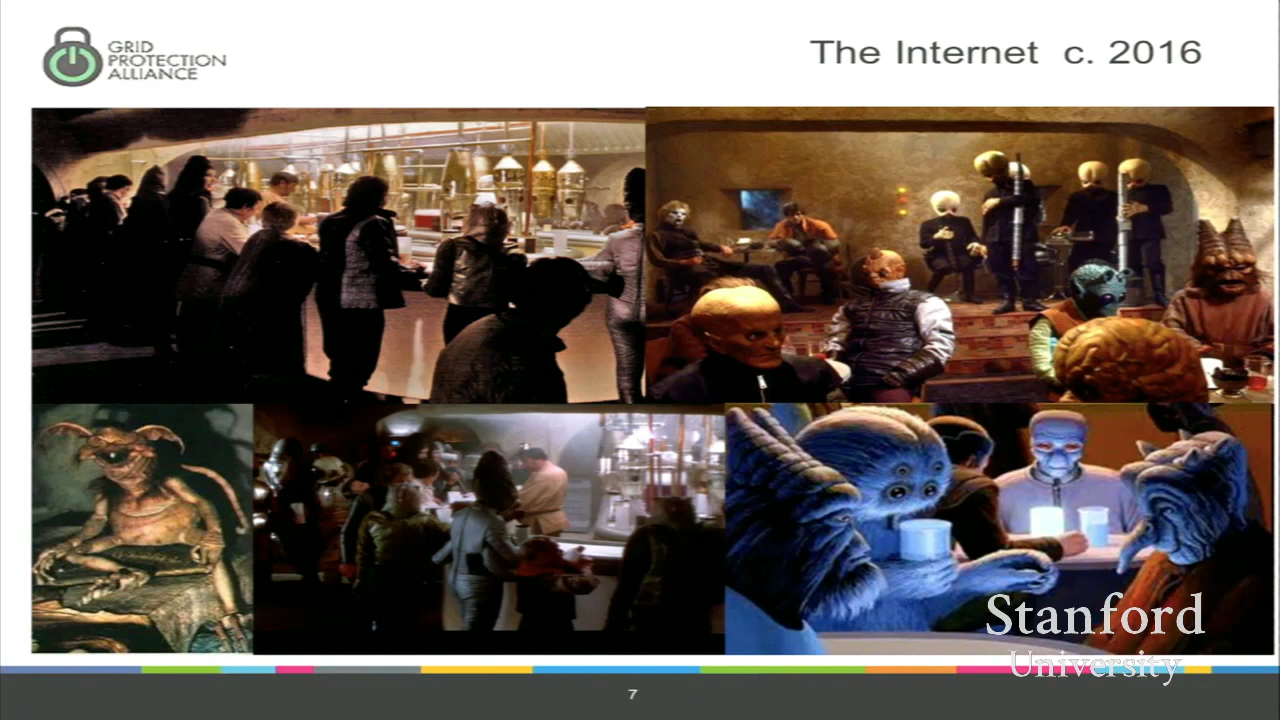 GRID
PROTECTION
ALLIANCE
The Internet c. 2016
Stanford
University
7